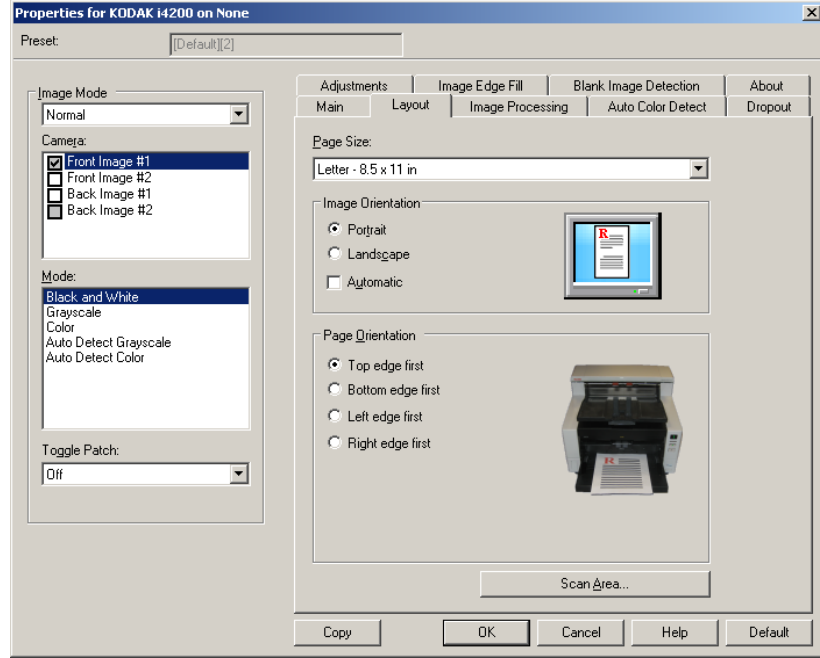 Properties for KODAK i4200 on None
Preset:
[Default][2]
Image Mode
Normal
Camera:
Front Image #1
Front Image #2
Back Image #1
Back Image #2
Mode:
Black and White
Grayscale
Color
Auto Detect Grayscale
Auto Detect Color
Toggle Patch:
Off
Adjustments
Image Edge Fill
Blank Image Detection
About
Main
Layout
Image Processing
Auto Color Detect
Dropout
Page Size:
Letter - 8.5 x 11 in
Image Orientation
Portrait
Landscape
Automatic
R
Page Orientation
Top edge first
Bottom edge first
Left edge first
Right edge first
R
Scan Area...
Copy
OK
Cancel
Help
Default